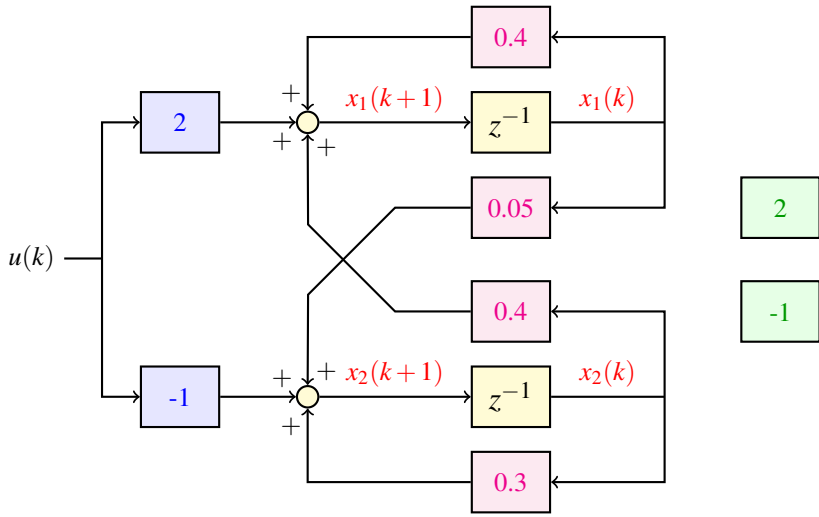 0.4
+ x₁(k+1) x₁(k)
2 z⁻¹
+ +
0.05 2
u(k)
0.4 -1
+ + x₂(k+1) x₂(k)
-1 z⁻¹
+
0.3